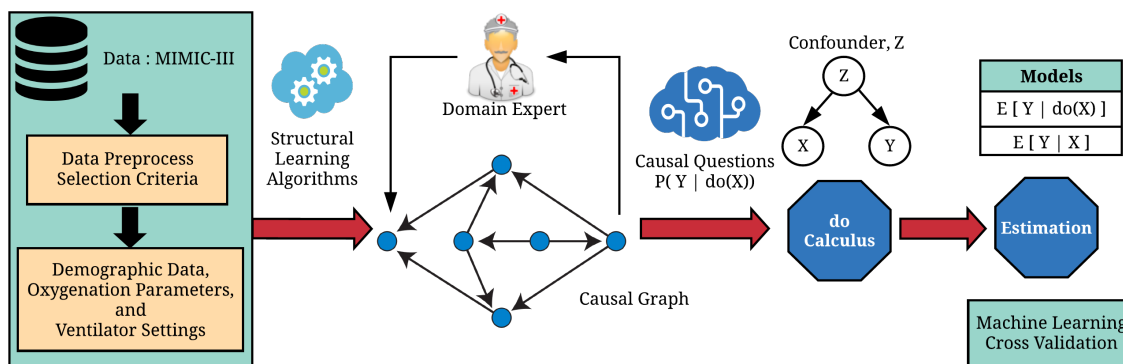 Data : MIMIC-III
Data Preprocess
Selection Criteria
Demographic Data,
Oxygenation Parameters,
and
Ventilator Settings
Structural
Learning
Algorithms
Domain Expert
Causal Graph
Causal Questions
P( Y | do(X))
Confounder, Z
Z
X
Y
do
Calculus
Models
E [ Y | do(X) ]
E [ Y | X ]
Estimation
Machine Learning
Cross Validation